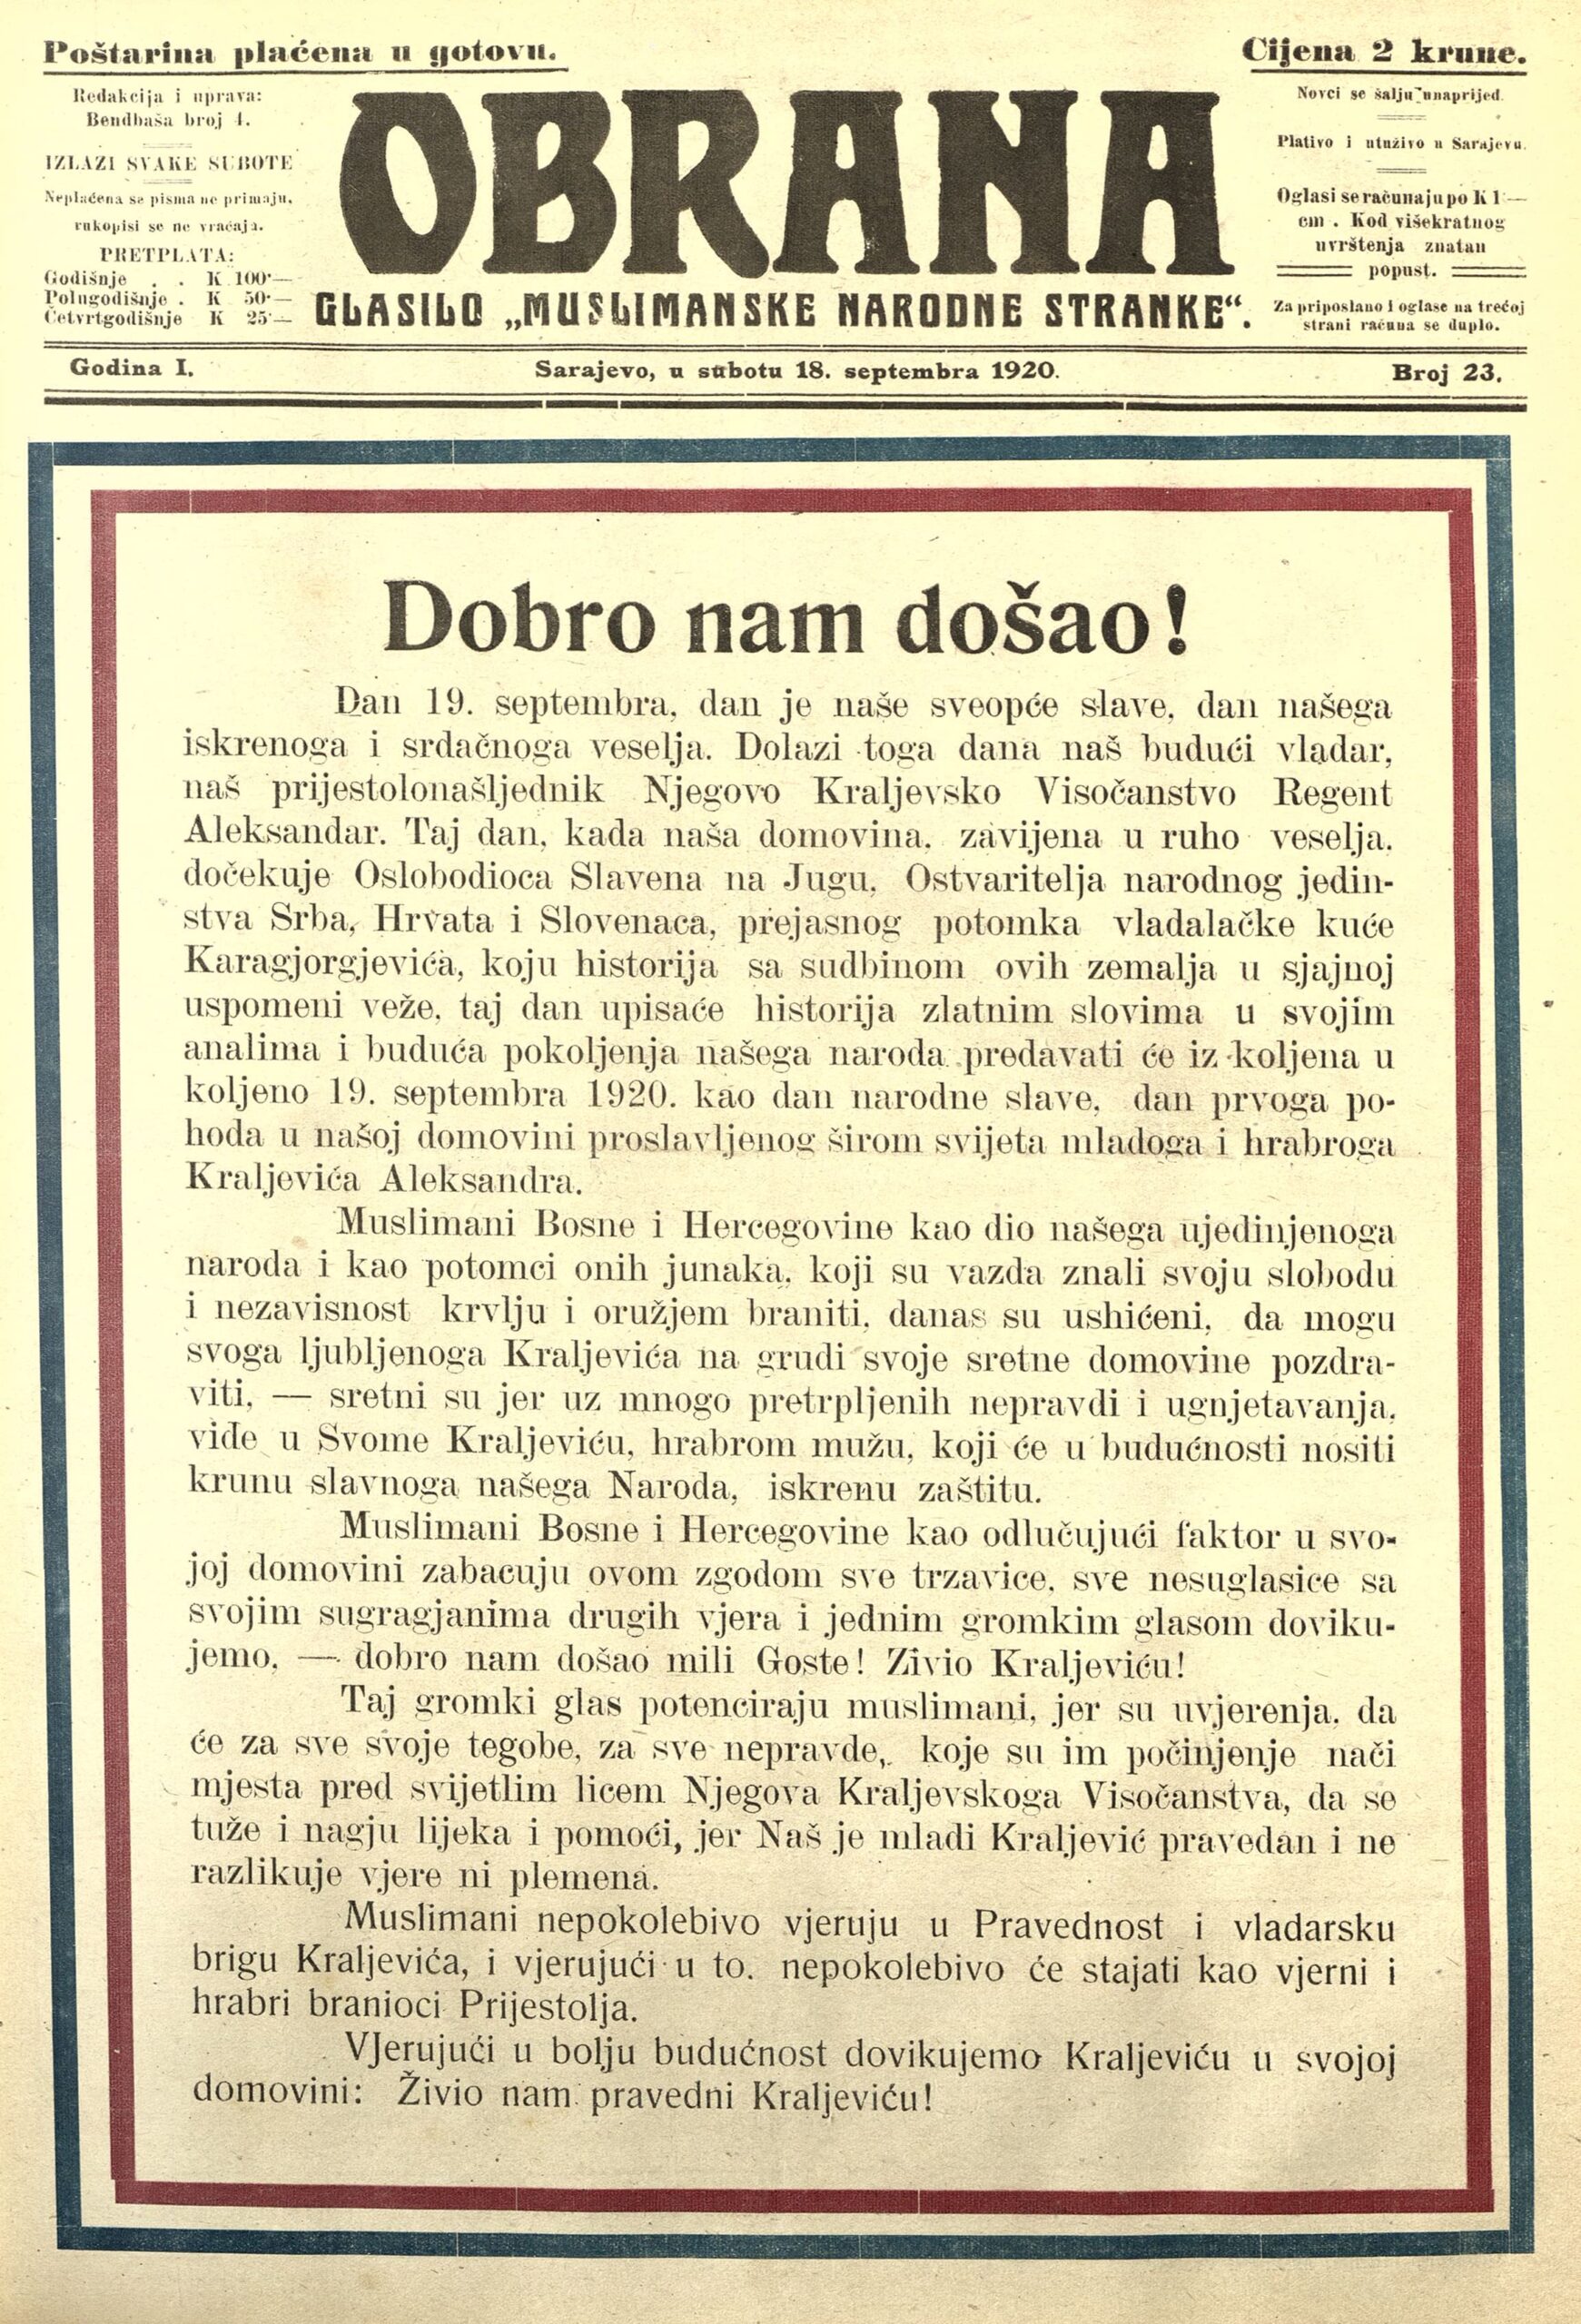 Poštarina plaćena u gotovu.
Cijena 2 krune.
Redakcija i uprava:
Bendbaša broj 4.
IZLAZI SVAKE SUBOTE
Neplaćena se pisma ne primaju,
rukopisi se ne vraćaju.
PRETPLATA:
Godišnje . . K 100·—
Polugodišnje . K 50·—
Četvrtgodišnje K 25·—
OBRANA
GLASILO „MUSLIMANSKE NARODNE STRANKE“.
Novci se šalju unaprijed.
Plativo i utuživo u Sarajevu.
Oglasi se računaju po K 1·—
cm . Kod višekratnog
uvrštenja znatan
popust.
Za priposlano i oglase na trećoj
strani računa se duplo.
Godina I.
Sarajevo, u subotu 18. septembra 1920.
Broj 23.
Dobro nam došao!
Dan 19. septembra, dan je naše sveopće slave, dan našega
iskrenoga i srdačnoga veselja. Dolazi toga dana naš budući vladar,
naš prijestolonašljednik Njegovo Kraljevsko Visočanstvo Regent
Aleksandar. Taj dan, kada naša domovina, zavijena u ruho veselja,
dočekuje Oslobodioca Slavena na Jugu, Ostvaritelja narodnog jedin-
stva Srba, Hrvata i Slovenaca, prejasnog potomka vladalačke kuće
Karagjorgjevića, koju historija sa sudbinom ovih zemalja u sjajnoj
uspomeni veže, taj dan upisaće historija zlatnim slovima u svojim
analima i buduća pokoljenja našega naroda predavati će iz koljena u
koljeno 19. septembra 1920. kao dan narodne slave, dan prvoga po-
hoda u našoj domovini proslavljenog širom svijeta mladoga i hrabroga
Kraljevića Aleksandra.
Muslimani Bosne i Hercegovine kao dio našega ujedinjenoga
naroda i kao potomci onih junaka, koji su vazda znali svoju slobodu
i nezavisnost krvlju i oružjem braniti, danas su ushićeni, da mogu
svoga ljubljenoga Kraljevića na grudi svoje sretne domovine pozdra-
viti, — sretni su jer uz mnogo pretrpljenih nepravdi i ugnjetavanja,
vide u Svome Kraljeviću, hrabrom mužu, koji će u budućnosti nositi
krunu slavnoga našega Naroda, iskrenu zaštitu.
Muslimani Bosne i Hercegovine kao odlučujući faktor u svo-
joj domovini zabacuju ovom zgodom sve trzavice, sve nesuglasice sa
svojim sugragjanima drugih vjera i jednim gromkim glasom doviku-
jemo, — dobro nam došao mili Goste! Zivio Kraljeviću!
Taj gromki glas potenciraju muslimani, jer su uvjerenja, da
će za sve svoje tegobe, za sve nepravde, koje su im počinjenje nači
mjesta pred svijetlim licem Njegova Kraljevskoga Visočanstva, da se
tuže i nagju lijeka i pomoći, jer Naš je mladi Kraljević pravedan i ne
razlikuje vjere ni plemena.
Muslimani nepokolebivo vjeruju u Pravednost i vladarsku
brigu Kraljevića, i vjerujući u to. nepokolebivo će stajati kao vjerni i
hrabri branioci Prijestolja.
VJerujući u bolju budućnost dovikujemo Kraljeviću u svojoj
domovini: Živio nam pravedni Kraljeviću!